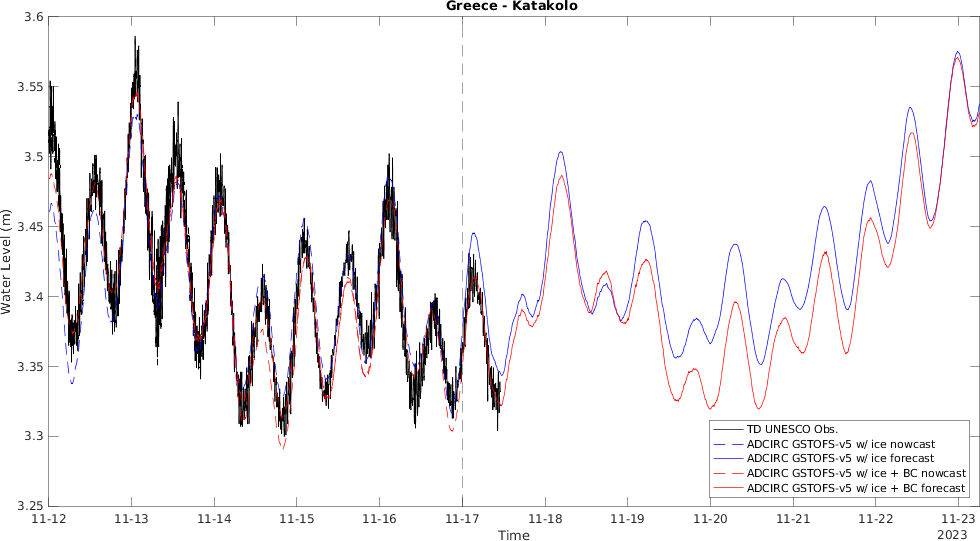 Greece - Katakolo
3.6
3.55
3.5
3.45
3.4
3.35
3.3
3.25
Water Level (m)
TD UNESCO Obs.
ADCIRC GSTOFS-v5 w/ ice nowcast
ADCIRC GSTOFS-v5 w/ ice forecast
ADCIRC GSTOFS-v5 w/ ice + BC nowcast
ADCIRC GSTOFS-v5 w/ ice + BC forecast
11-12 11-13 11-14 11-15 11-16 11-17 11-18 11-19 11-20 11-21 11-22 11-23
Time
2023